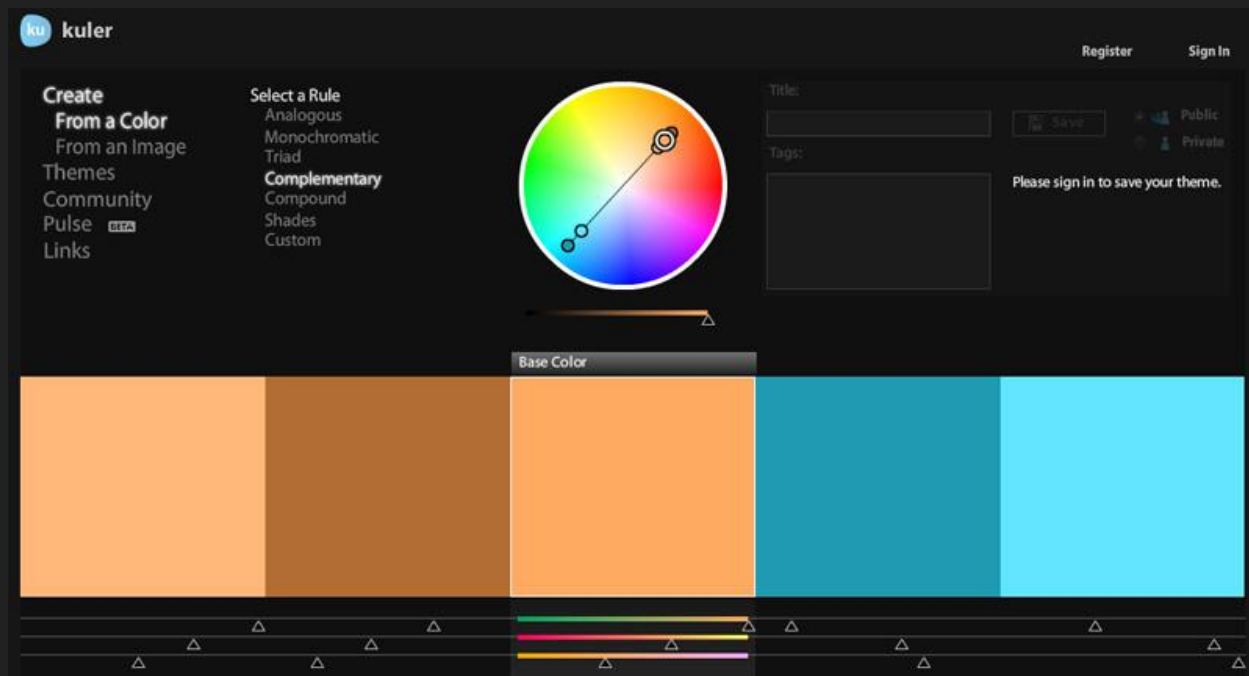 ku kuler
Register Sign In
Create
From a Color
From an Image
Themes
Community
Pulse BETA
Links
Select a Rule
Analogous
Monochromatic
Triad
Complementary
Compound
Shades
Custom
Title:
Save
Public
Private
Tags:
Please sign in to save your theme.
Base Color